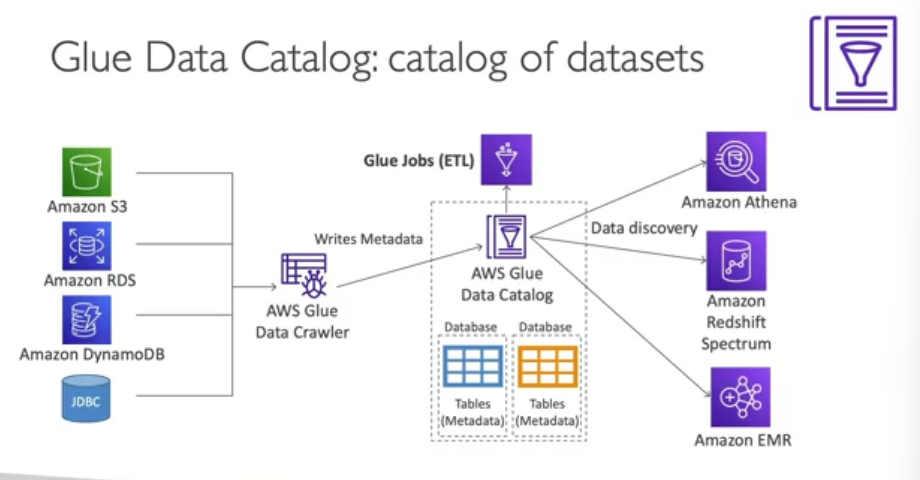 Glue Data Catalog: catalog of datasets
Amazon S3
Amazon RDS
Amazon DynamoDB
JDBC
AWS Glue
Data Crawler
Writes Metadata
Glue Jobs (ETL)
AWS Glue
Data Catalog
Database
Database
Tables
(Metadata)
Tables
(Metadata)
Data discovery
Amazon Athena
Amazon
Redshift
Spectrum
Amazon EMR